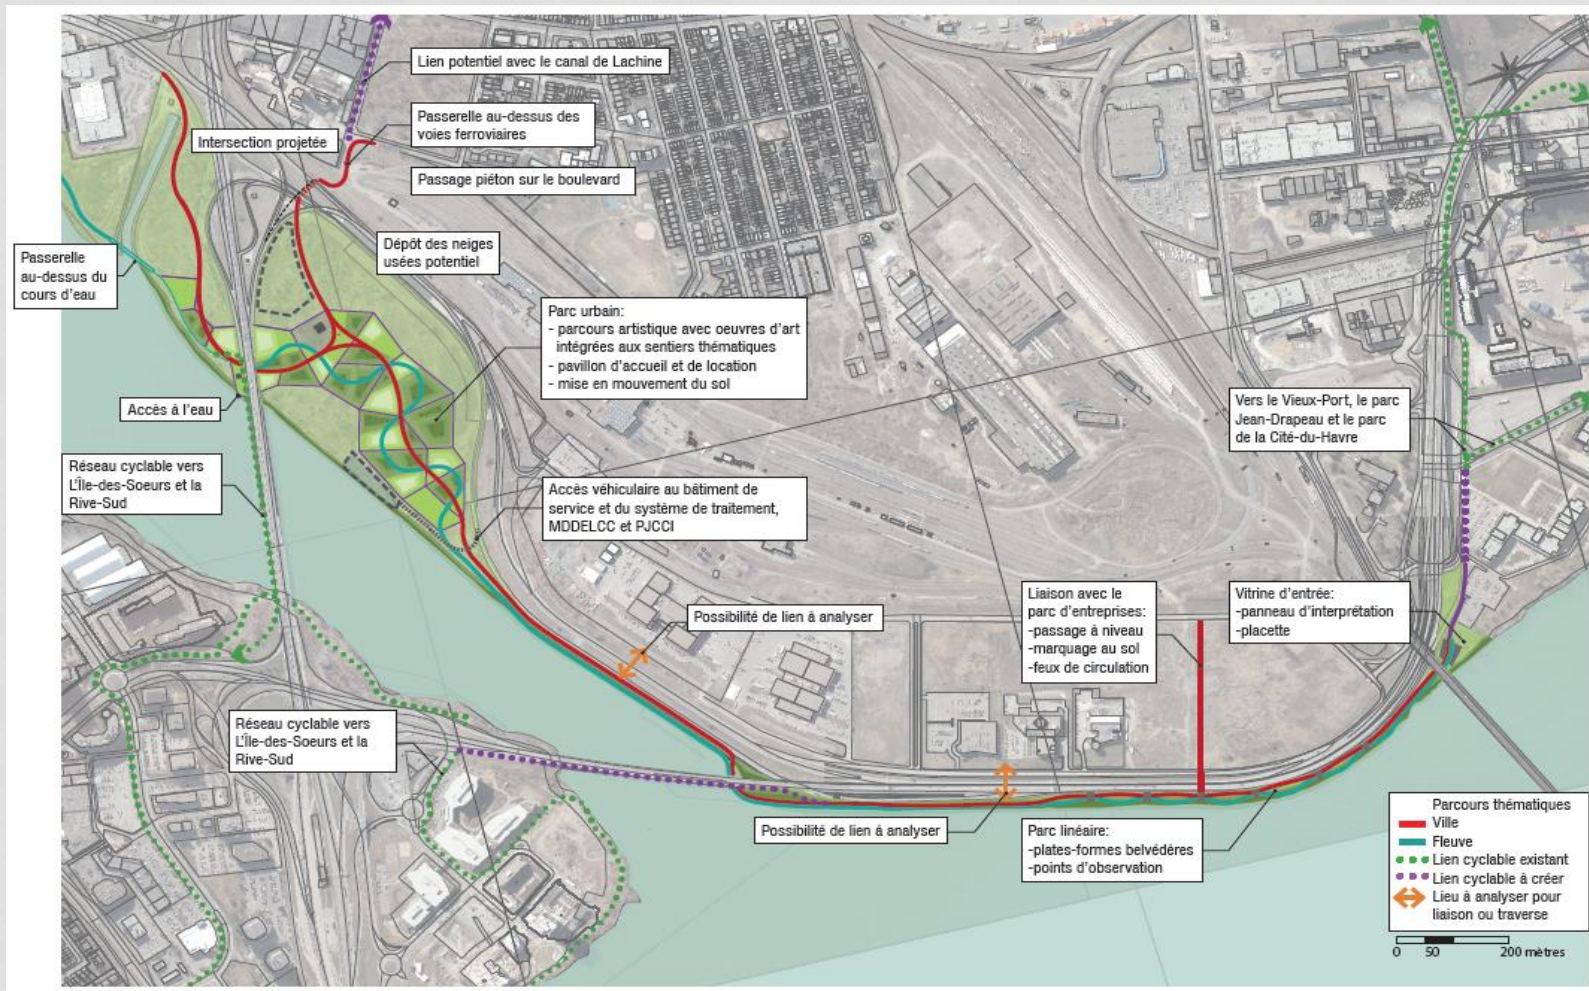 Lien potentiel avec le canal de Lachine
Passerelle au-dessus des
voies ferroviaires
Intersection projetée
Passage piéton sur le boulevard
Dépôt des neiges
usées potentiel
Passerelle
au-dessus du
cours d'eau
Parc urbain:
- parcours artistique avec oeuvres d'art
intégrées aux sentiers thématiques
- pavillon d'accueil et de location
- mise en mouvement du sol
Accès à l'eau
Vers le Vieux-Port, le parc
Jean-Drapeau et le parc
de la Cité-du-Havre
Réseau cyclable vers
L'Île-des-Soeurs et la
Rive-Sud
Accès véhiculaire au bâtiment de
service et du système de traitement,
MDDELCC et PJCCI
Possibilité de lien à analyser
Liaison avec le
parc d'entreprises:
-passage à niveau
-marquage au sol
-feux de circulation
Vitrine d'entrée:
-panneau d'interprétation
-placette
Réseau cyclable vers
L'Île-des-Soeurs et la
Rive-Sud
Possibilité de lien à analyser
Parc linéaire:
-plates-formes belvédères
-points d'observation
Parcours thématiques
Ville
Fleuve
Lien cyclable existant
Lien cyclable à créer
Lieu à analyser pour
liaison ou traverse
0 50 200 mètres